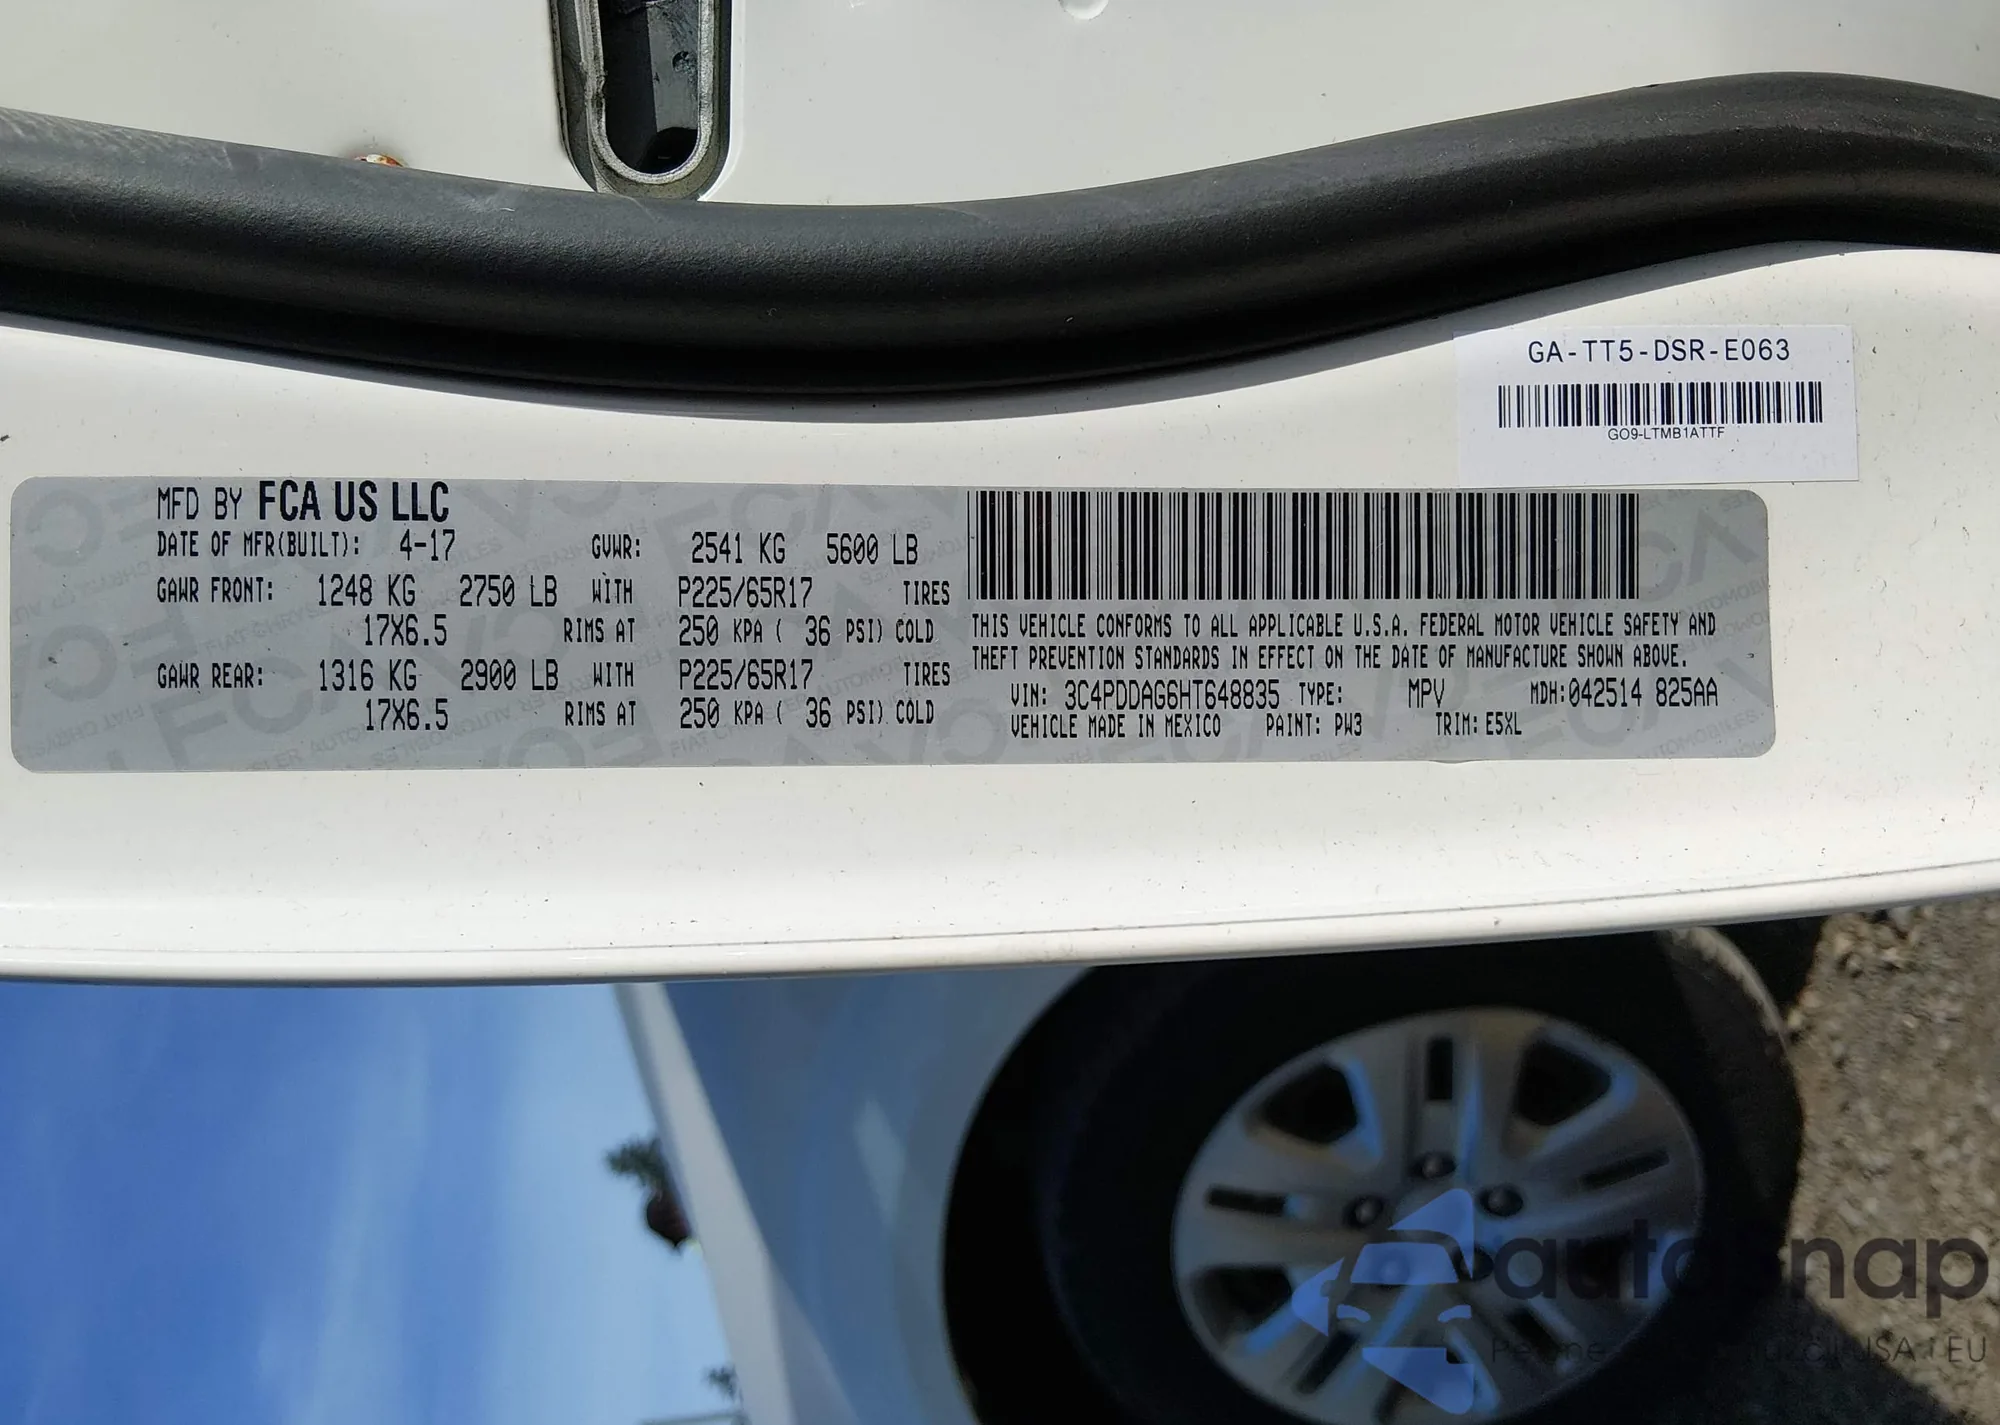 GA-TT5-DSR-E063
GO9-LTMB1ATTF
MFD BY FCA US LLC
DATE OF MFR(BUILT): 4-17 GVWR: 2541 KG 5600 LB
GAWR FRONT: 1248 KG 2750 LB WITH P225/65R17 TIRES
17X6.5 RIMS AT 250 KPA ( 36 PSI) COLD
GAWR REAR: 1316 KG 2900 LB WITH P225/65R17 TIRES
17X6.5 RIMS AT 250 KPA ( 36 PSI) COLD
THIS VEHICLE CONFORMS TO ALL APPLICABLE U.S.A. FEDERAL MOTOR VEHICLE SAFETY AND
THEFT PREVENTION STANDARDS IN EFFECT ON THE DATE OF MANUFACTURE SHOWN ABOVE.
VIN: 3C4PDDAG6HT648835 TYPE: MPV MDH: 042514 825AA
VEHICLE MADE IN MEXICO PAINT: PW3 TRIM: E5XL
USA i EU